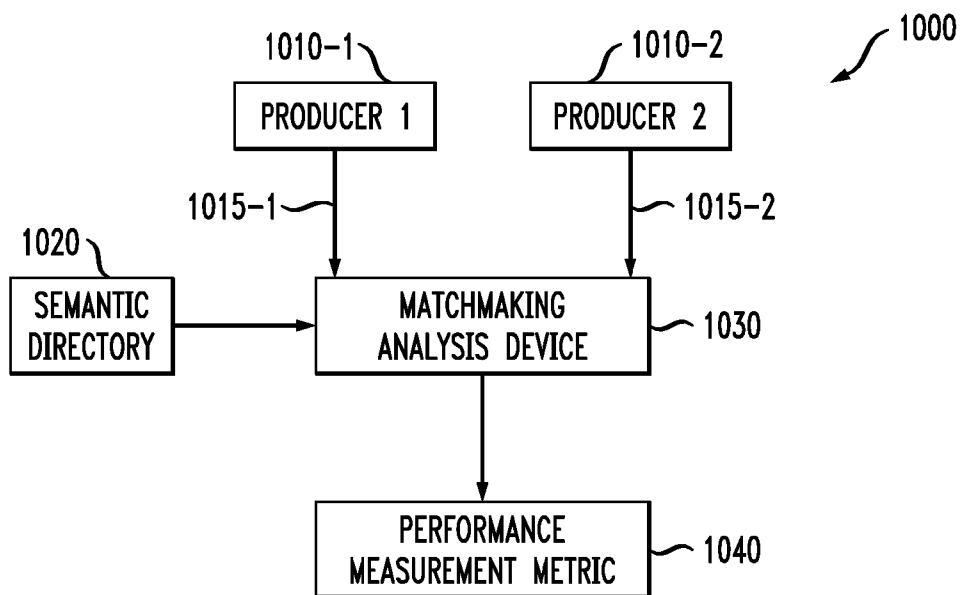 1000
1010-1
1010-2
PRODUCER 1
PRODUCER 2
1015-1
1015-2
1020
SEMANTIC
DIRECTORY
MATCHMAKING
ANALYSIS DEVICE
1030
PERFORMANCE
MEASUREMENT METRIC
1040